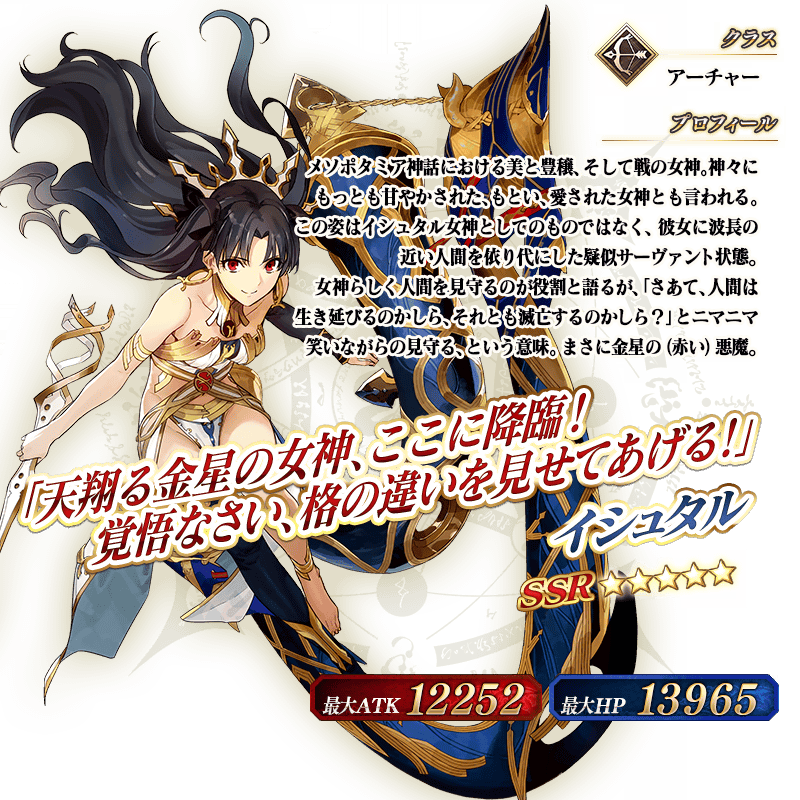 クラス
アーチャー
プロフィール
メソポタミア神話における美と豊穣、そして戦の女神。神々に
もっとも甘やかされた、もとい、愛された女神とも言われる。
この姿はイシュタル女神としてのものではなく、彼女に波長の
近い人間を依り代にした疑似サーヴァント状態。
女神らしく人間を見守るのが役割と語るが、「さあて、人間は
生き延びるのかしら、それとも滅亡するのかしら?」とニマニマ
笑いながらの見守る、という意味。まさに金星の(赤い)悪魔。
「天翔る金星の女神、ここに降臨!
覚悟なさい、格の違いを見せてあげる!」
イシュタル
SSR ☆☆☆☆☆
最大ATK 12252
最大HP 13965